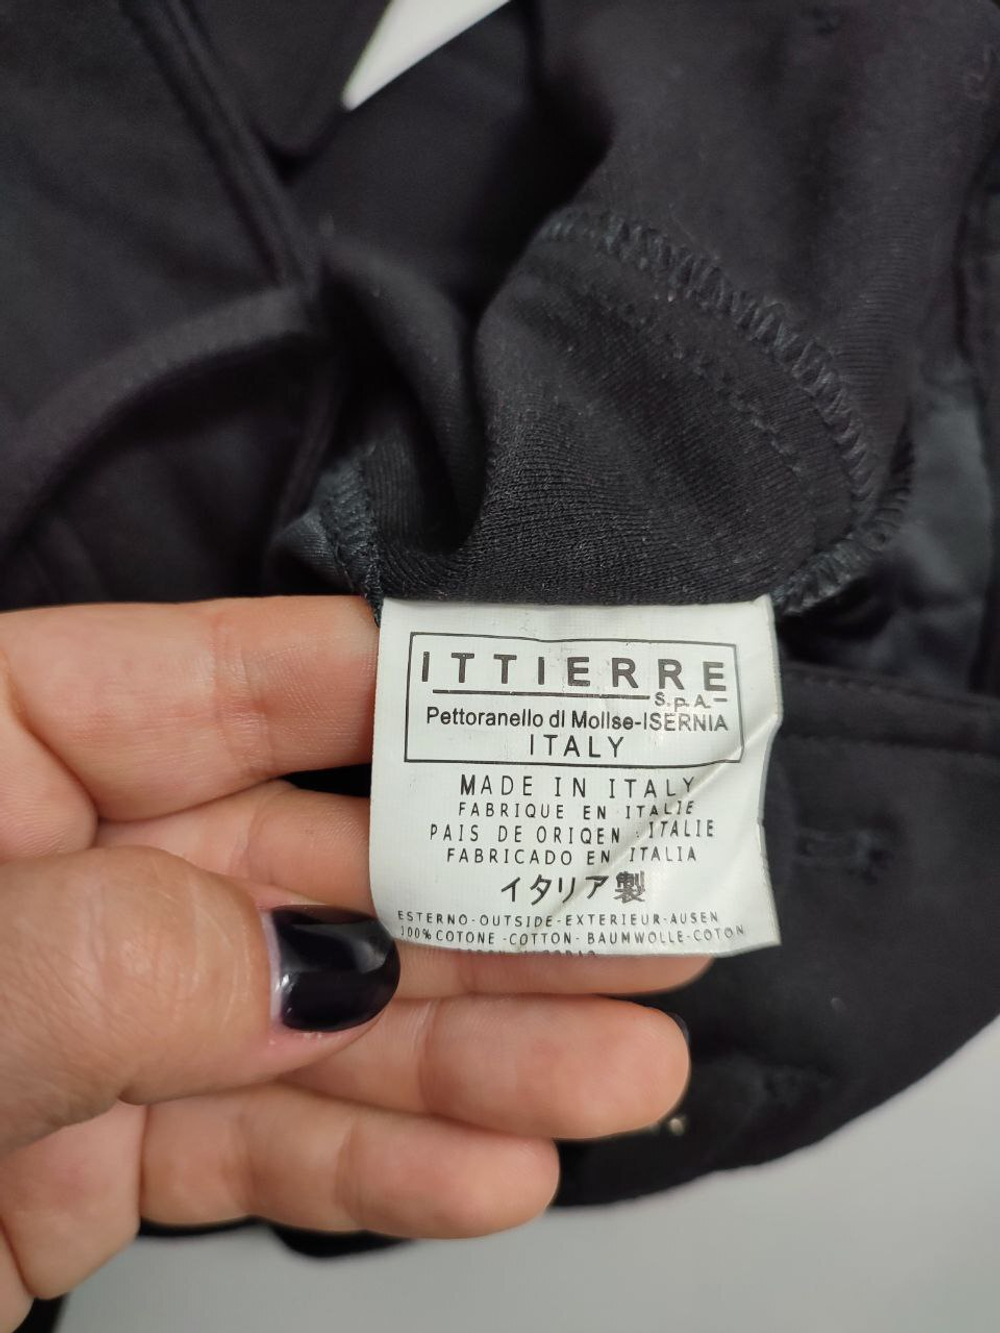 ITTIERRE
S.p.A.
Pettoranello di Molise-ISERNIA
ITALY
MADE IN ITALY
FABRIQUE EN ITALIE
PAIS DE ORIQEN : ITALIE
FABRICADO EN ITALIA
イタリア製
ESTERNO-OUTSIDE-EXTERIEUR-AUSEN
100% COTONE -COTTON- BAUMWOLLE-COTON